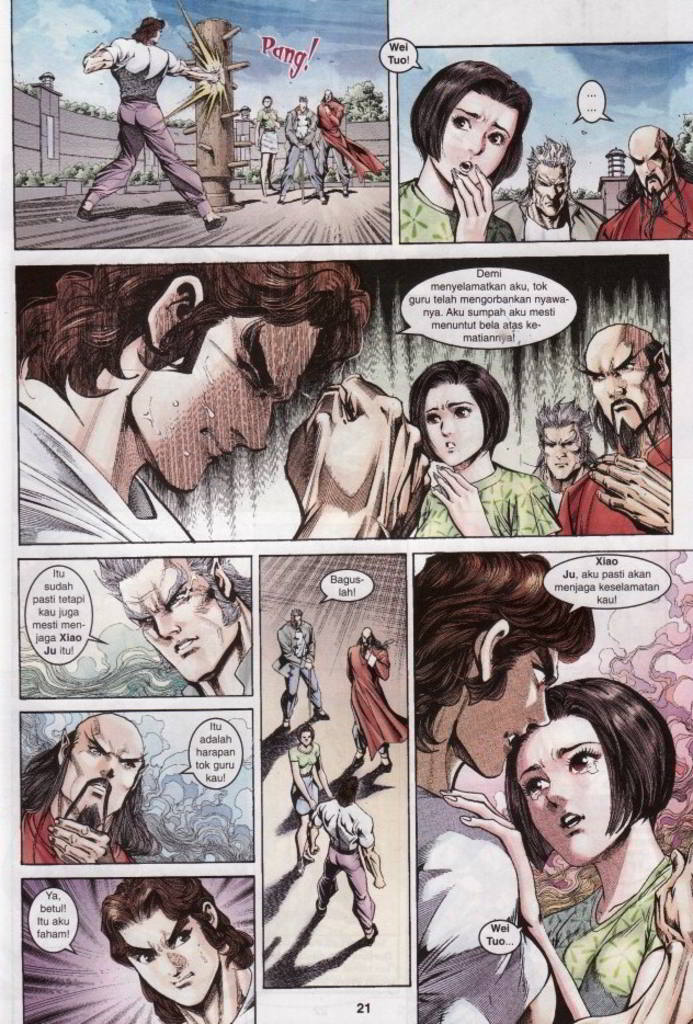 Pang!
Wei
Tuo!
... 
...
Demi
menyelamatkan aku, tok
guru telah mengorbankan nyawa-
nya. Aku sumpah aku mesti
menuntut bela atas ke-
matiannya!
Itu
sudah
pasti tetapi
kau juga
mesti men-
jaga Xiao
Ju itu!
Itu
adalah
harapan
tok guru
kau!
Ya,
betul!
Itu aku
faham!
Bagus-
lah!
Xiao
Ju, aku pasti akan
menjaga keselamatan
kau!
Wei
Tuo...
21